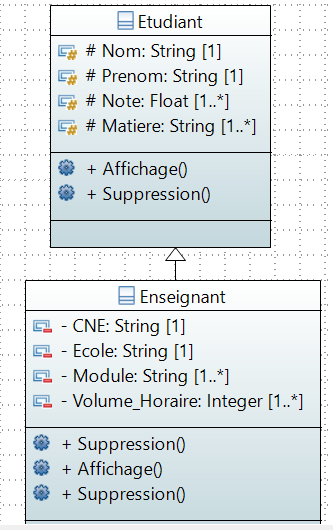 Etudiant
# Nom: String [1]
# Prenom: String [1]
# Note: Float [1..*]
# Matiere: String [1..*]
+ Affichage()
+ Suppression()
Enseignant
- CNE: String [1]
- Ecole: String [1]
- Module: String [1..*]
- Volume_Horaire: Integer [1..*]
+ Suppression()
+ Affichage()
+ Suppression()